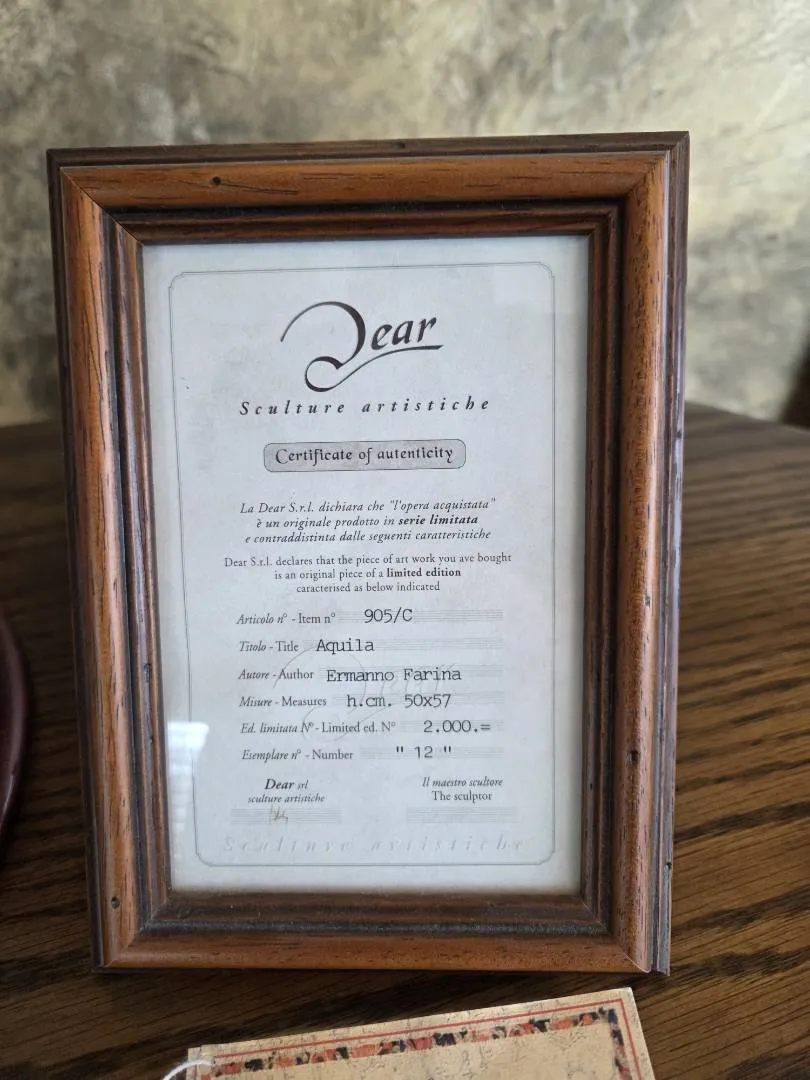 Dear
Sculture artistiche
Certificate of autenticity
La Dear S.r.l. dichiara che "l'opera acquistata"
è un originale prodotto in serie limitata
e contraddistinta dalle seguenti caratteristiche
Dear S.r.l. declares that the piece of art work you ave bought
is an original piece of a limited edition
caracterised as below indicated
Articolo n° - Item n° 905/C
Titolo - Title Aquila
Autore - Author Ermanno Farina
Misure - Measures h.cm. 50x57
Ed. limitata N° - Limited ed. N° 2.000.=
Esemplare n° - Number " 12 "
Dear srl
sculture artistiche
Il maestro scultore
The sculptor
Sculture artistiche